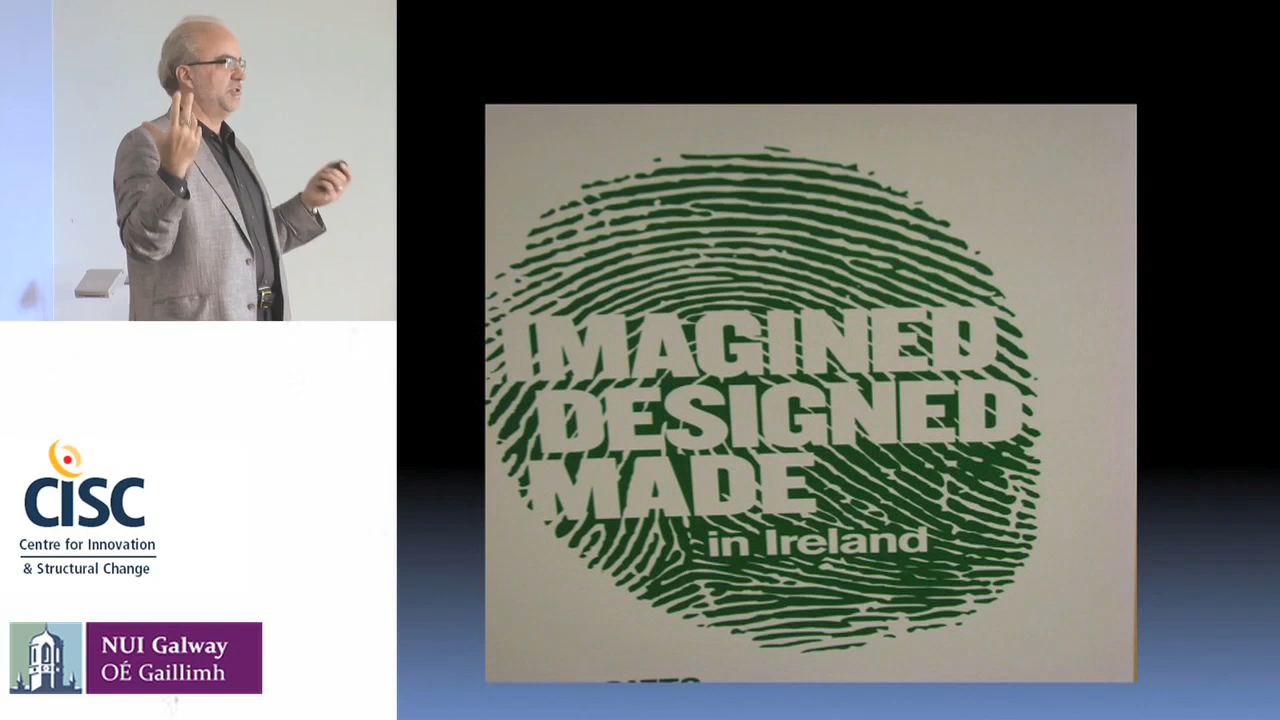 IMAGINED
DESIGNED
MADE
in Ireland
CISC
Centre for Innovation
& Structural Change
NUI Galway
OÉ Gaillimh